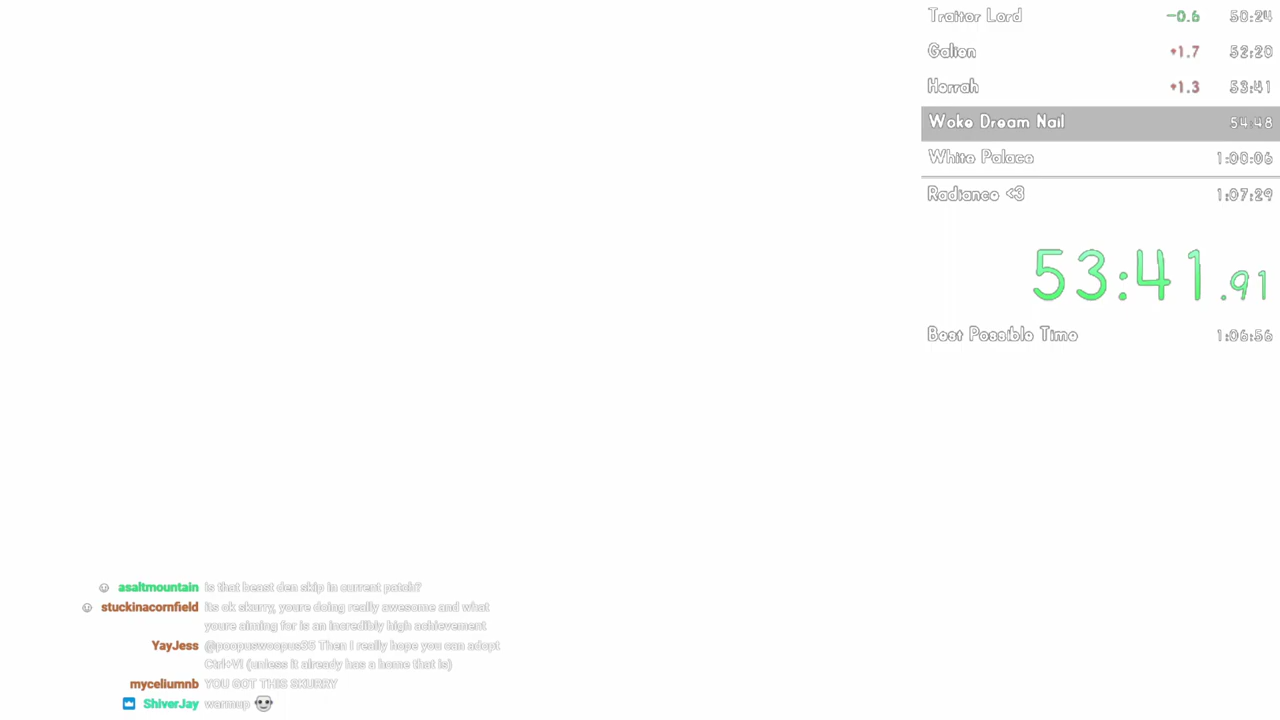 Traitor Lord -0.6 50:24
Galien +1.7 52:20
Horrah +1.3 53:41
Woke Dream Nail 54:48
White Palace 1:00:06
Radiance <3 1:07:29
53:41.91
Best Possible Time 1:06:56
asaltmountain Is that beast den skip in current patch?
stuckinacornfield Its ok skurry, youre doing really awesome and what
youre aiming for is an incredibly high achievement
YayJess @poopuswoopus35 Then I really hope you can adopt
Ctrl+V! (unless it already has a home that is)
myceliumnb YOU GOT THIS SKURRY
ShiverJay warmup